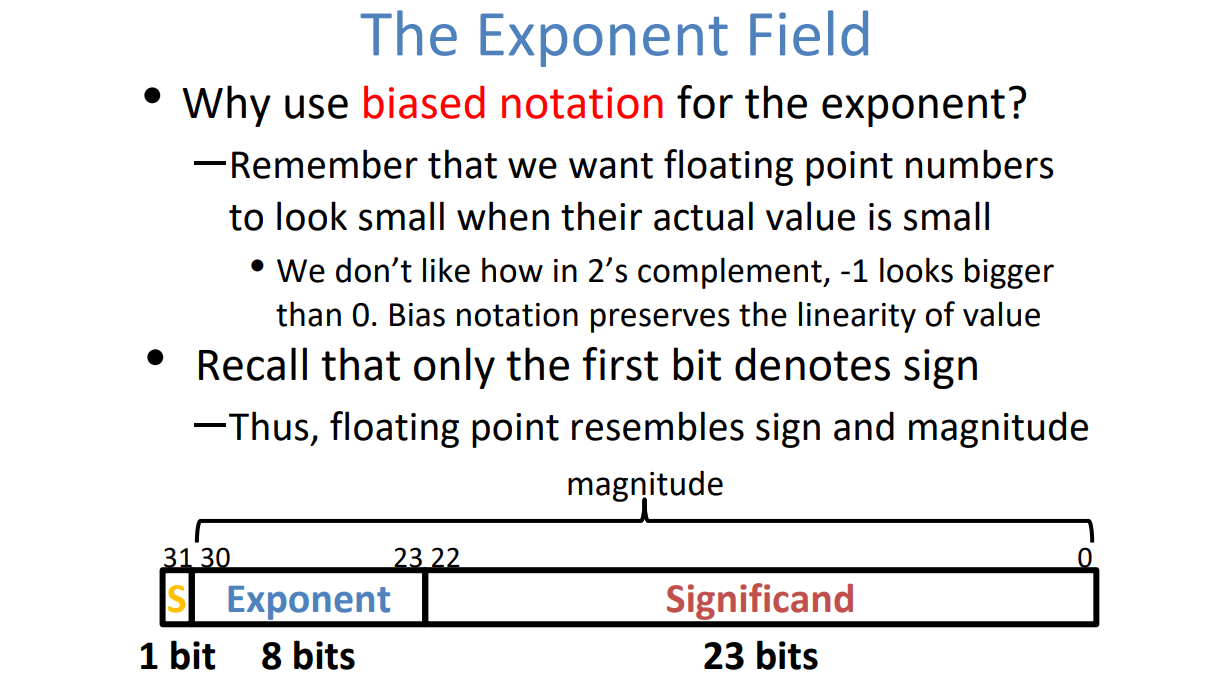 The Exponent Field
• Why use biased notation for the exponent?
—Remember that we want floating point numbers
to look small when their actual value is small
• We don’t like how in 2’s complement, -1 looks bigger
than 0. Bias notation preserves the linearity of value
• Recall that only the first bit denotes sign
—Thus, floating point resembles sign and magnitude
magnitude
31 30 23 22 0
S Exponent Significand
1 bit 8 bits 23 bits